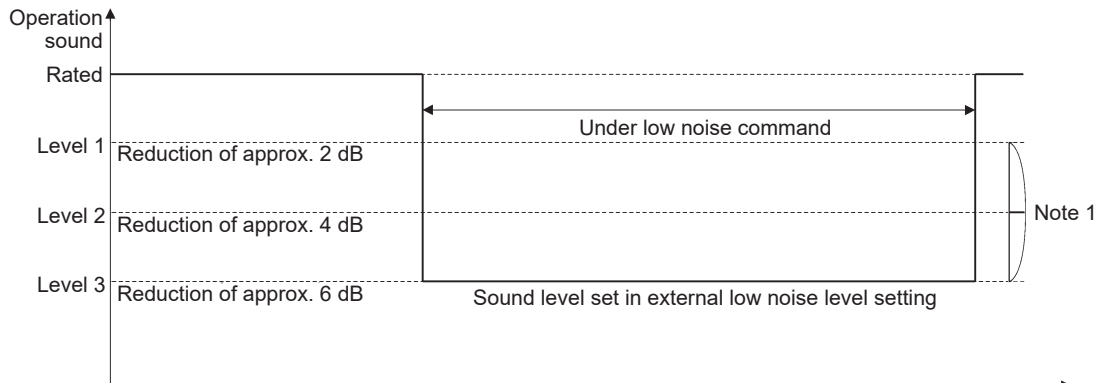 Operation
sound
Rated
Under low noise command
Level 1
Reduction of approx. 2 dB
Level 2
Reduction of approx. 4 dB
Note 1
Level 3
Reduction of approx. 6 dB
Sound level set in external low noise level setting